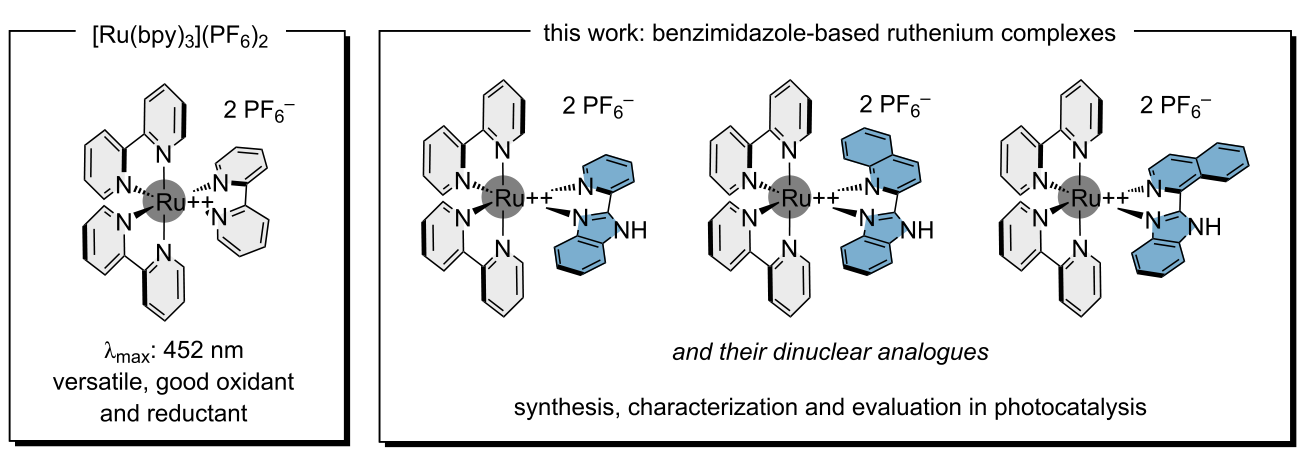 [Ru(bpy)₃](PF₆)₂
2 PF₆⁻
N
N
N
Ru++
N
N
N
λmax: 452 nm
versatile, good oxidant
and reductant
this work: benzimidazole-based ruthenium complexes
2 PF₆⁻
N
N
N
Ru++
N
N
NH
N
2 PF₆⁻
N
N
N
Ru++
N
N
NH
N
2 PF₆⁻
N
N
N
Ru++
N
N
NH
N
and their dinuclear analogues
synthesis, characterization and evaluation in photocatalysis